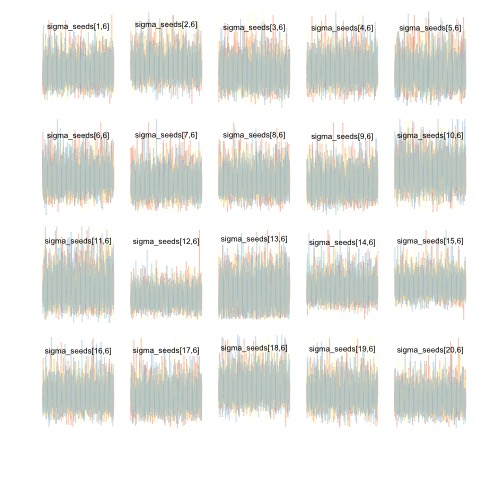 sigma_seeds[1,6]
sigma_seeds[2,6]
sigma_seeds[3,6]
sigma_seeds[4,6]
sigma_seeds[5,6]
sigma_seeds[6,6]
sigma_seeds[7,6]
sigma_seeds[8,6]
sigma_seeds[9,6]
sigma_seeds[10,6]
sigma_seeds[11,6]
sigma_seeds[12,6]
sigma_seeds[13,6]
sigma_seeds[14,6]
sigma_seeds[15,6]
sigma_seeds[16,6]
sigma_seeds[17,6]
sigma_seeds[18,6]
sigma_seeds[19,6]
sigma_seeds[20,6]